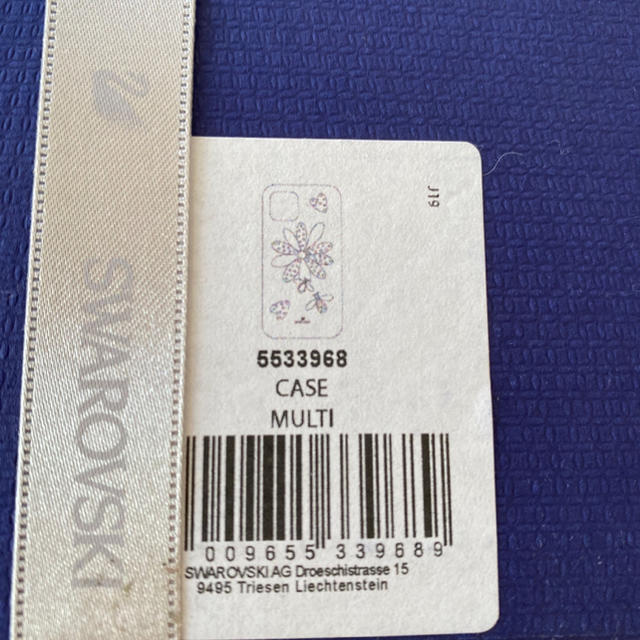 SWAROVSKI
J19
5533968
CASE
MULTI
009655 339689
SWAROVSKI AG Droeschistrasse 15
9495 Triesen Liechtenstein